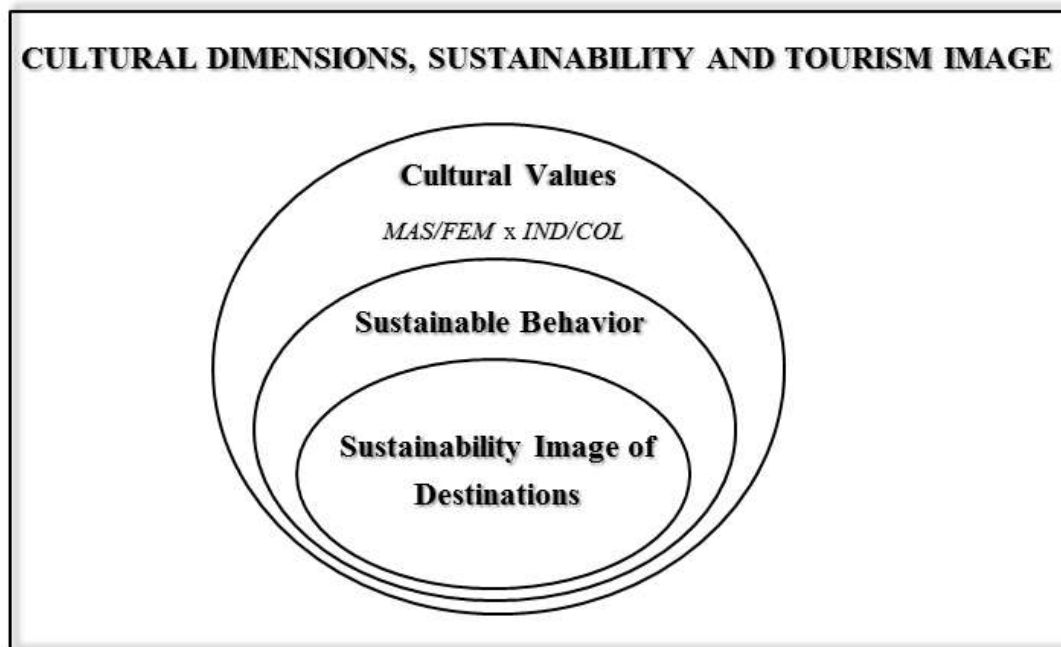 CULTURAL DIMENSIONS, SUSTAINABILITY AND TOURISM IMAGE
Cultural Values
MAS/FEM x IND/COL
Sustainable Behavior
Sustainability Image of
Destinations